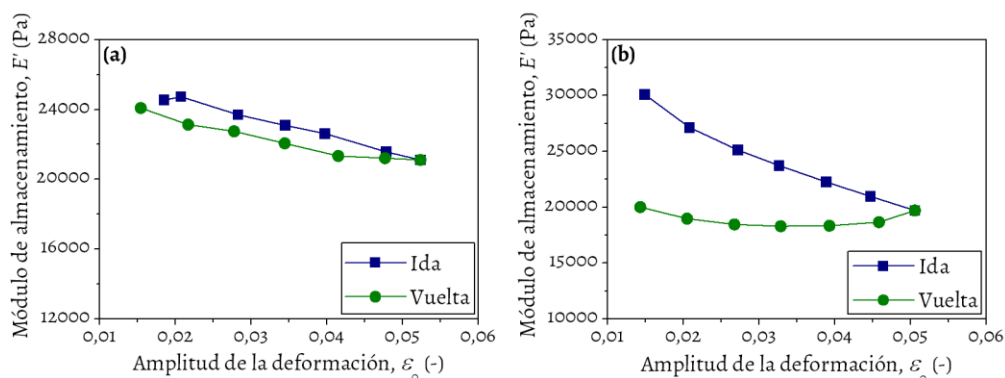 (a)
Módulo de almacenamiento, E' (Pa)
28000
24000
20000
16000
12000
0,01 0,02 0,03 0,04 0,05 0,06
Amplitud de la deformación, ε₀ (-)
Ida
Vuelta
(b)
Módulo de almacenamiento, E' (Pa)
35000
30000
25000
20000
15000
10000
0,01 0,02 0,03 0,04 0,05 0,06
Amplitud de la deformación, ε₀ (-)
Ida
Vuelta